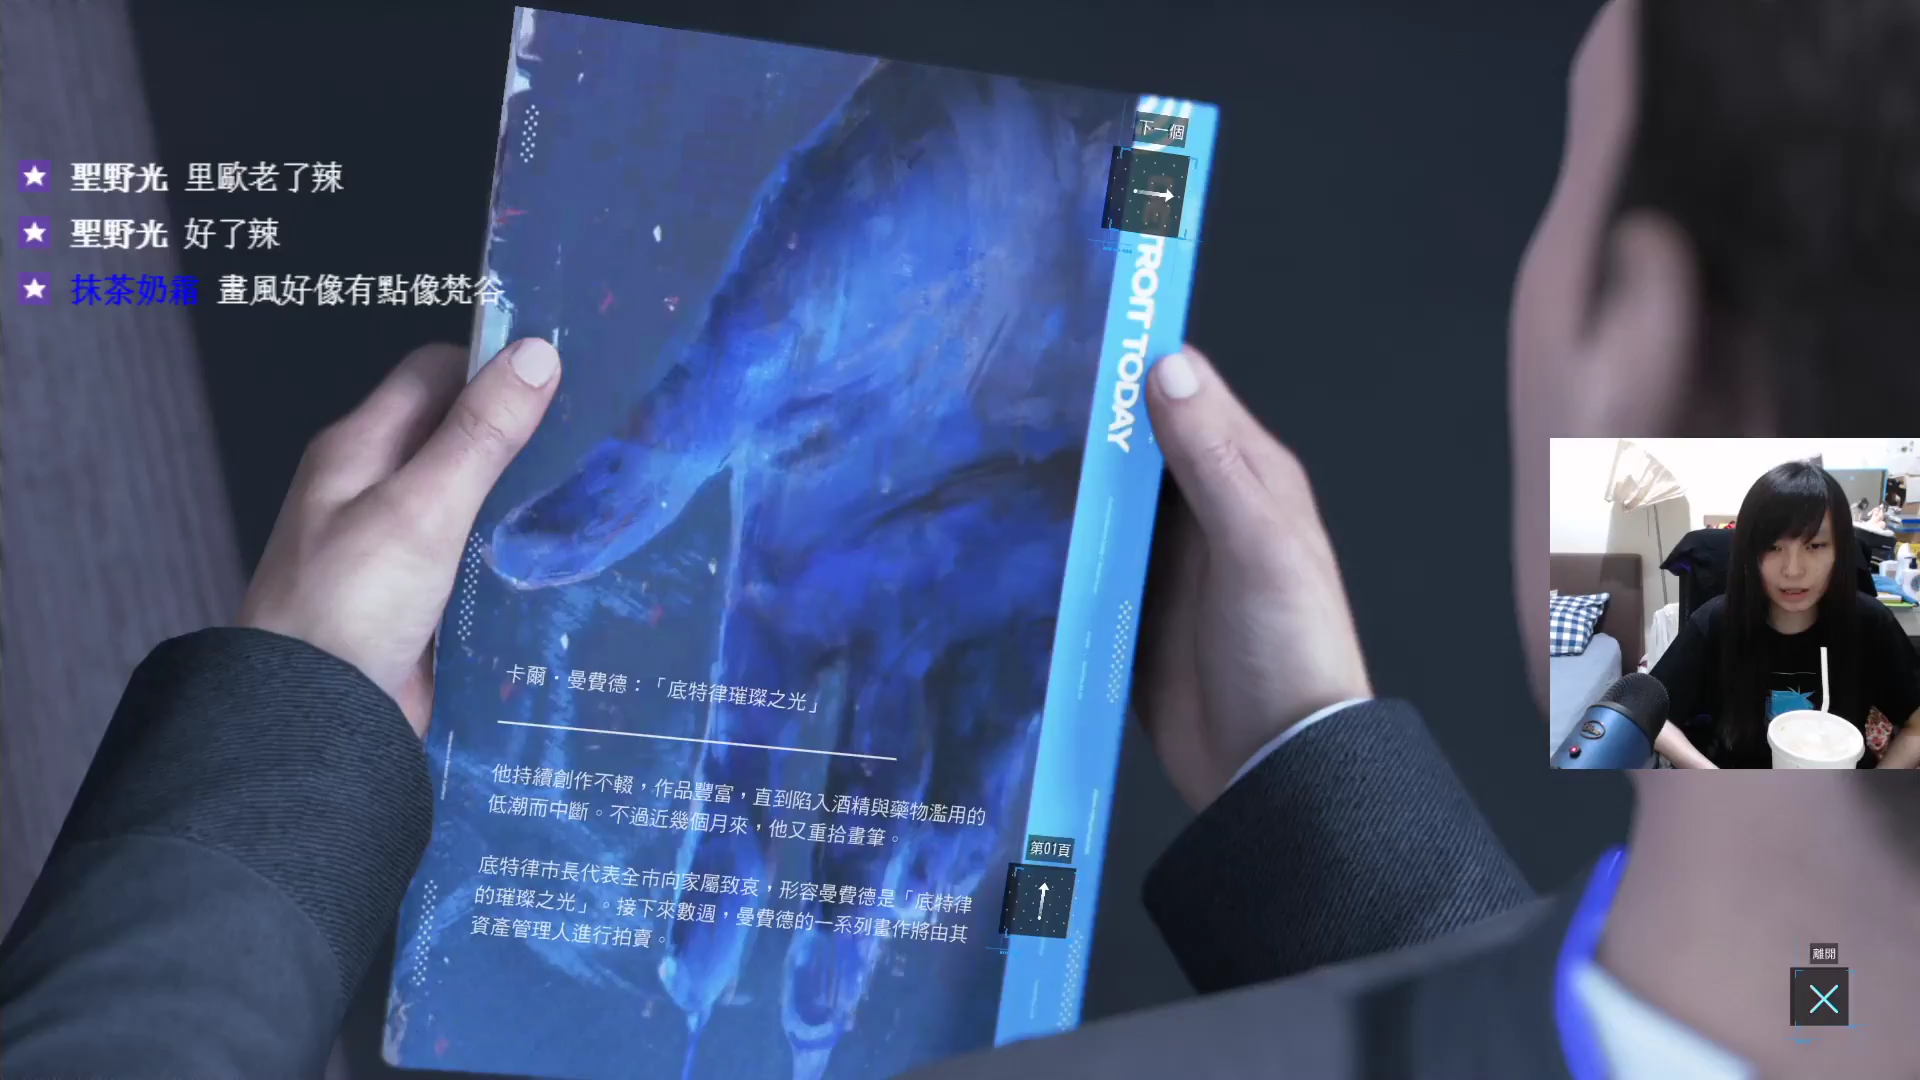 下一個
聖野光 里歐老了辣
聖野光 好了辣
抹茶奶霜 畫風好像有點像梵谷
TROIT TODAY
卡爾・曼費德：「底特律璀璨之光」
他持續創作不輟，作品豐富，直到陷入酒精與藥物濫用的
低潮而中斷。不過近幾個月來，他又重拾畫筆。
底特律市長代表全市向家屬致哀，形容曼費德是「底特律
的璀璨之光」。接下來數週，曼費德的一系列畫作將由其
資產管理人進行拍賣。
第01頁
離開